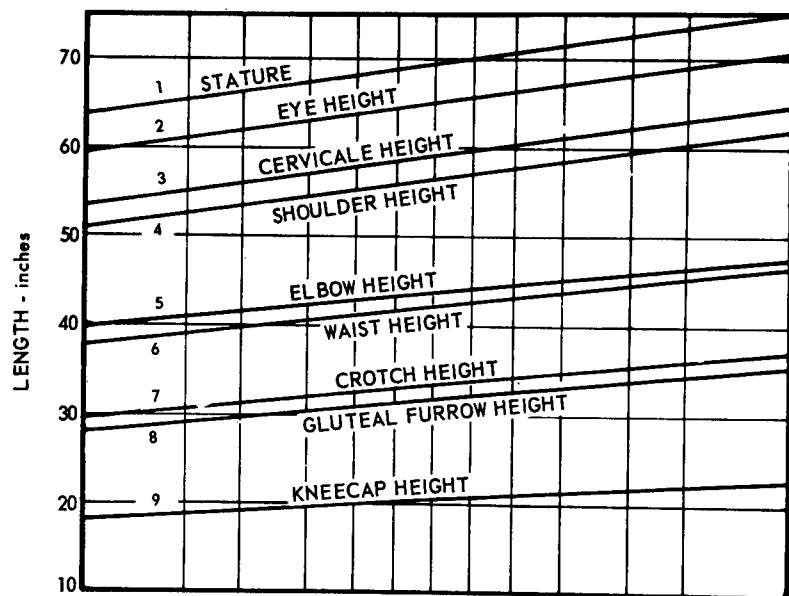 70
1 STATURE
2 EYE HEIGHT
60
3 CERVICALE HEIGHT
4 SHOULDER HEIGHT
50
5 ELBOW HEIGHT
40
6 WAIST HEIGHT
7 CROTCH HEIGHT
30
8 GLUTEAL FURROW HEIGHT
9 KNEECAP HEIGHT
20
10
LENGTH - inches